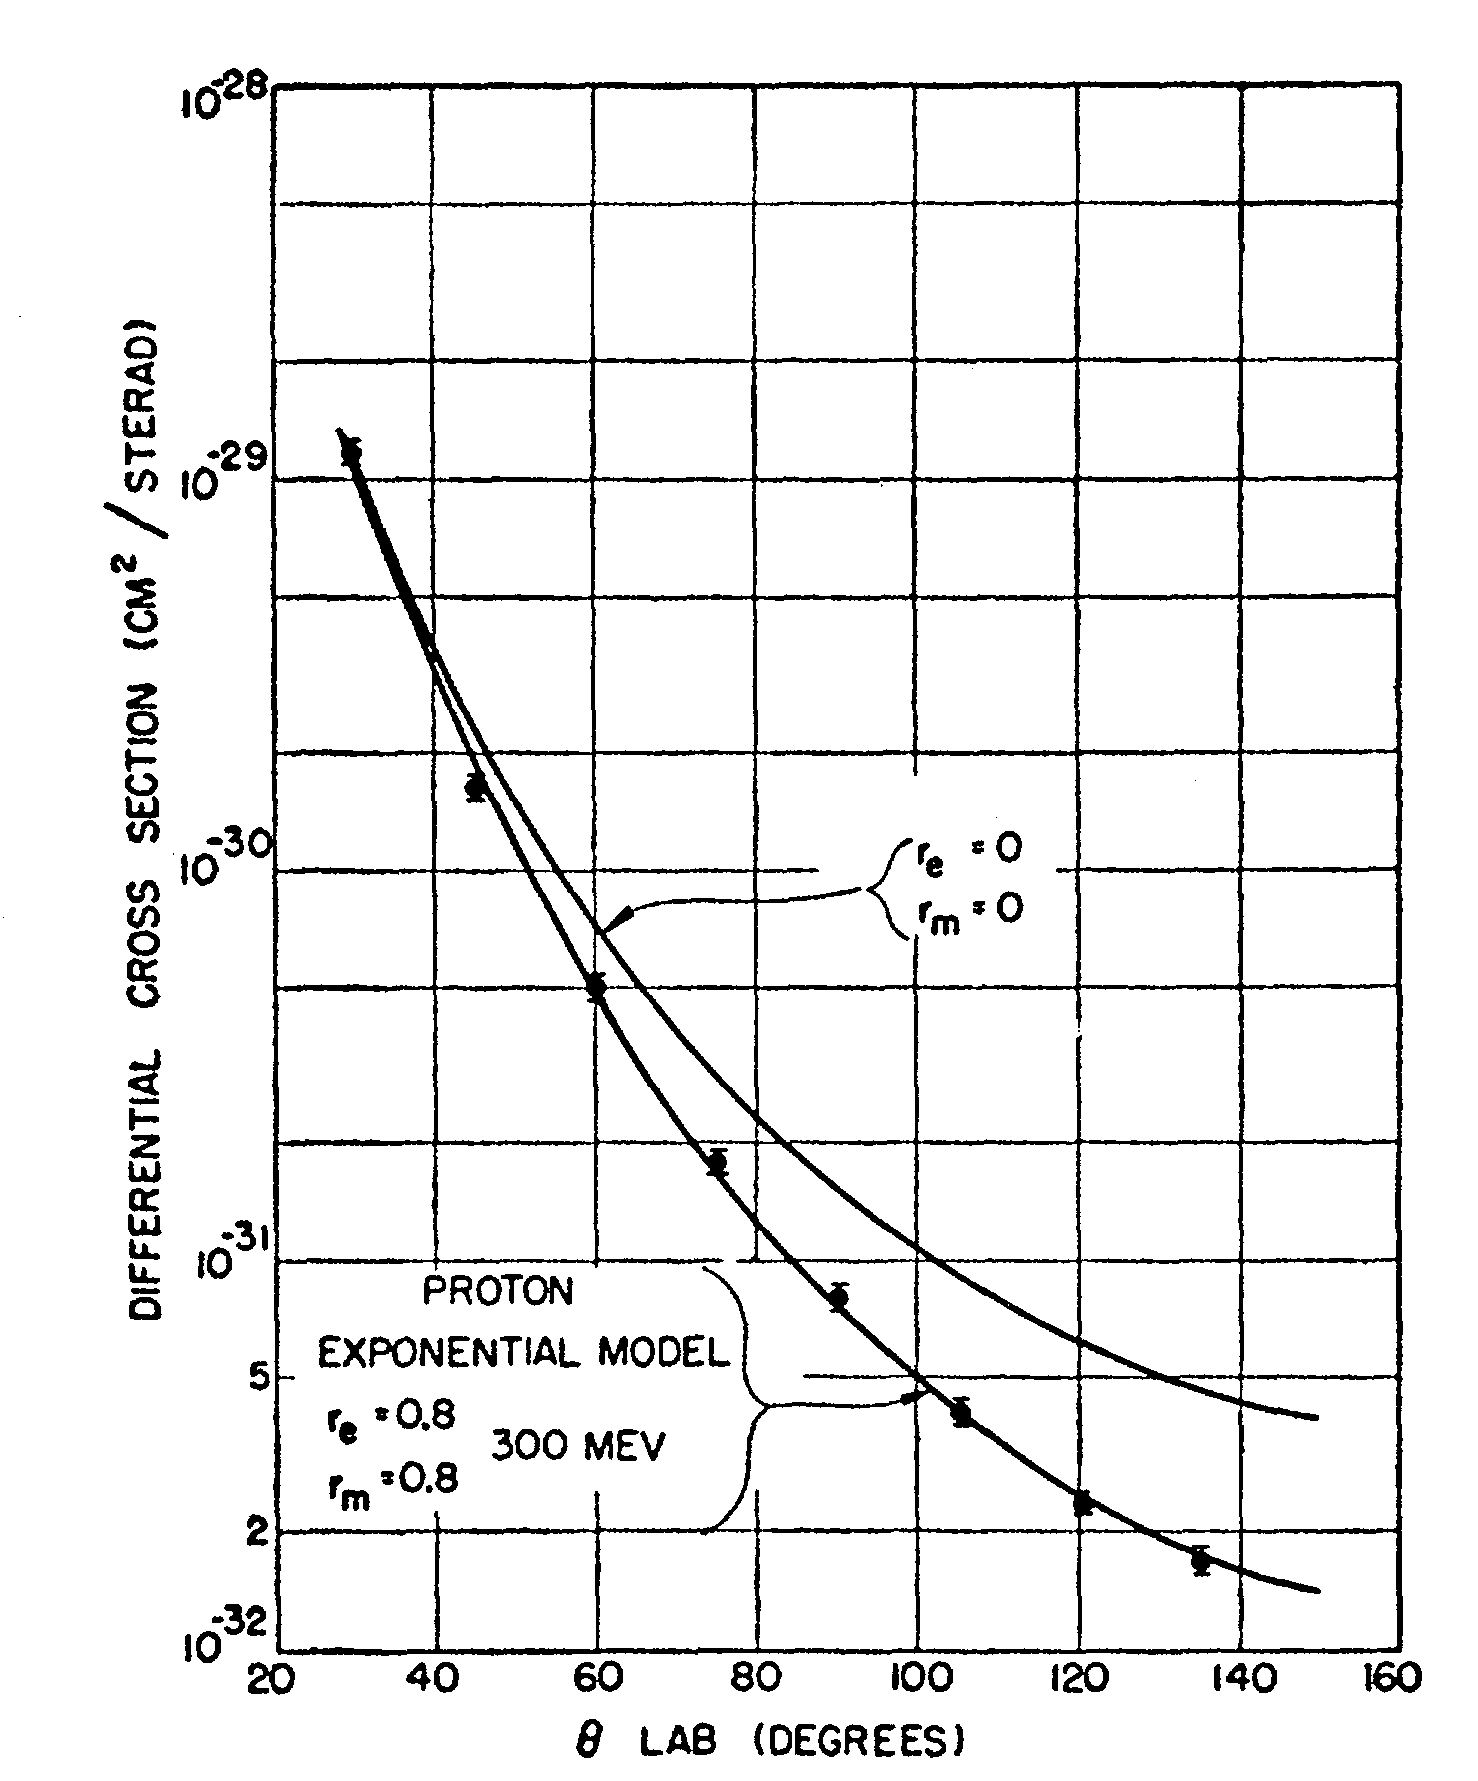 DIFFERENTIAL CROSS SECTION (CM²/STERAD)
10⁻²⁸
10⁻²⁹
10⁻³⁰
10⁻³¹
5
2
10⁻³²
rₑ = 0
rₘ = 0
PROTON
EXPONENTIAL MODEL
rₑ = 0.8
300 MEV
rₘ = 0.8
20 40 60 80 100 120 140 160
θ LAB (DEGREES)